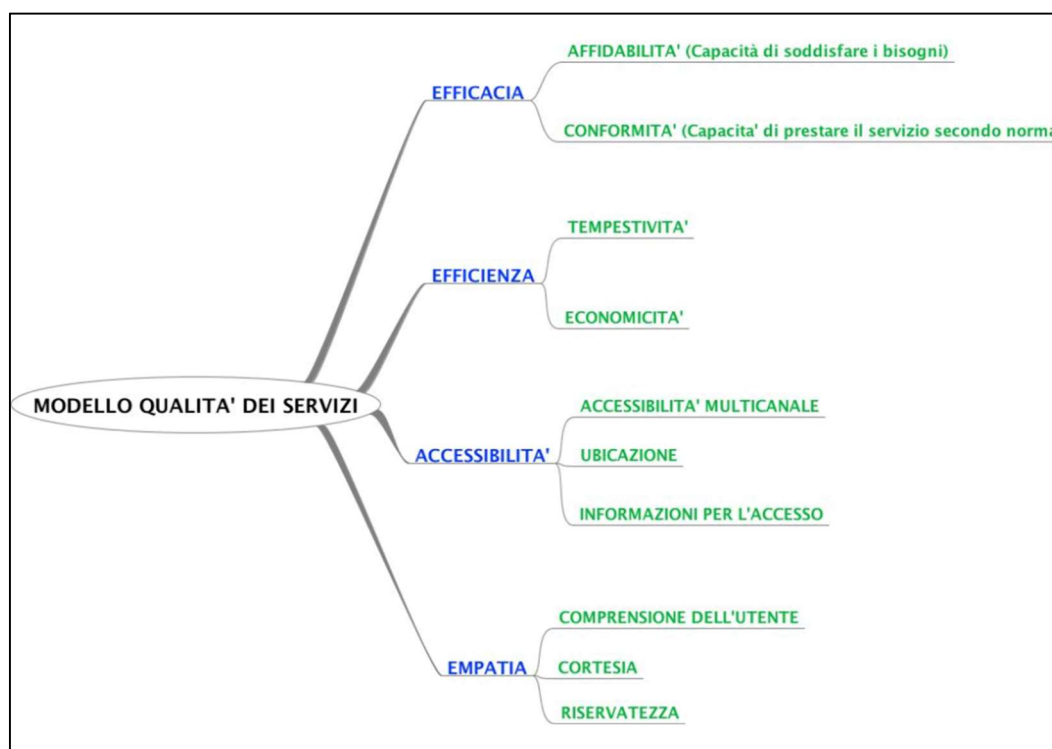 MODELLO QUALITA' DEI SERVIZI
EFFICACIA
AFFIDABILITA' (Capacità di soddisfare i bisogni)
CONFORMITA' (Capacita' di prestare il servizio secondo norma
EFFICIENZA
TEMPESTIVITA'
ECONOMICITA'
ACCESSIBILITA'
ACCESSIBILITA' MULTICANALE
UBICAZIONE
INFORMAZIONI PER L'ACCESSO
EMPATIA
COMPRENSIONE DELL'UTENTE
CORTESIA
RISERVATEZZA